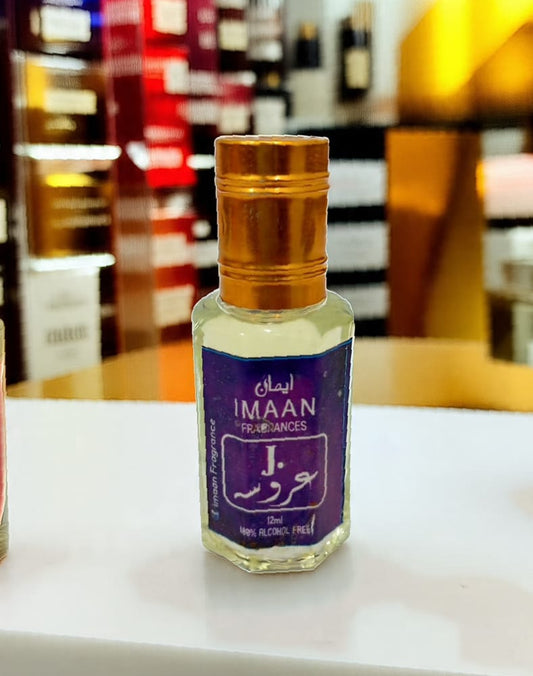 ایمان
IMAAN
FRAGRANCES
J.
عروسہ
12ml
100% ALCOHOL FREE
imaan Fragrance